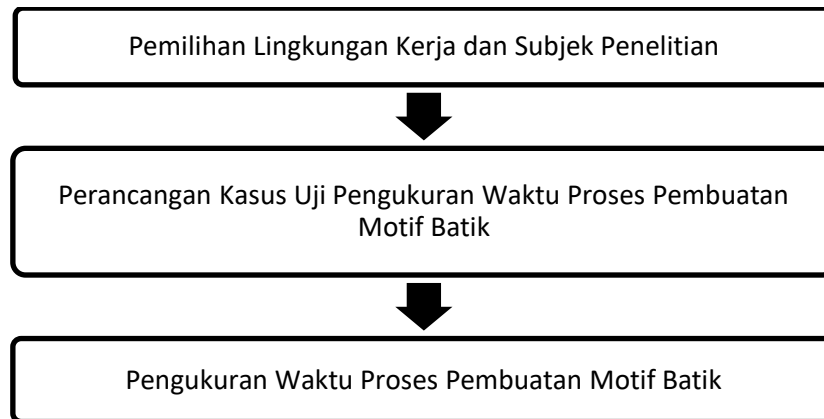 Pemilihan Lingkungan Kerja dan Subjek Penelitian
Perancangan Kasus Uji Pengukuran Waktu Proses Pembuatan
Motif Batik
Pengukuran Waktu Proses Pembuatan Motif Batik